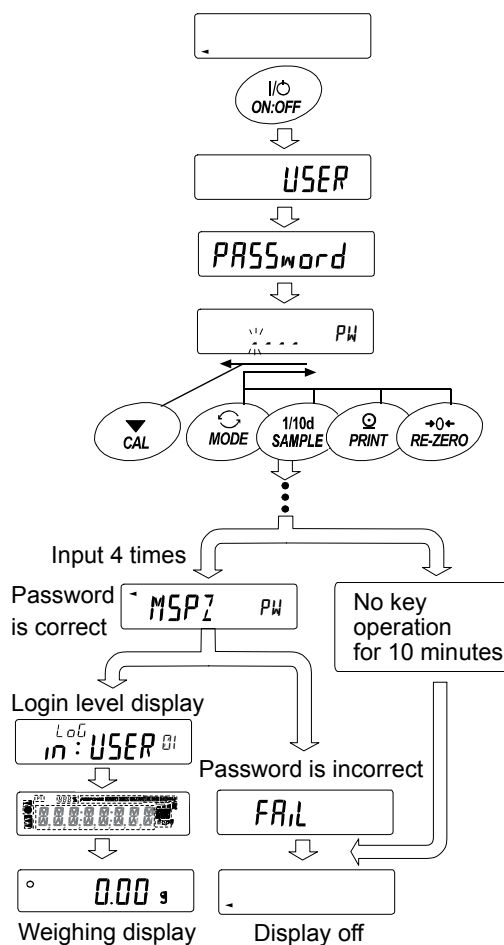 I/⏻
ON:OFF
USER
PASSword
PW
CAL
MODE
1/10d
SAMPLE
PRINT
→0←
RE-ZERO
Input 4 times
Password
is correct
MSPZ PW
No key
operation
for 10 minutes
Login level display
LoG
in:USER 01
Password is incorrect
FAiL
0.00 g
Weighing display
Display off